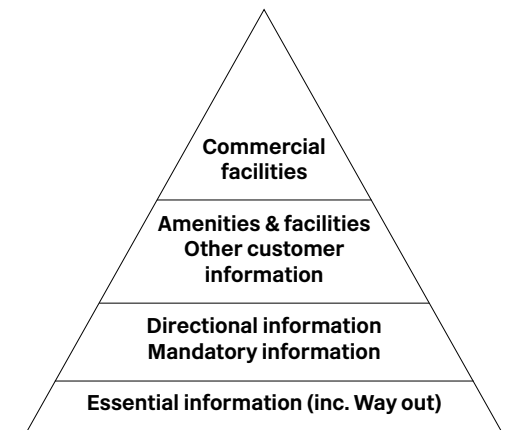 Commercial
facilities
Amenities & facilities
Other customer
information
Directional information
Mandatory information
Essential information (inc. Way out)